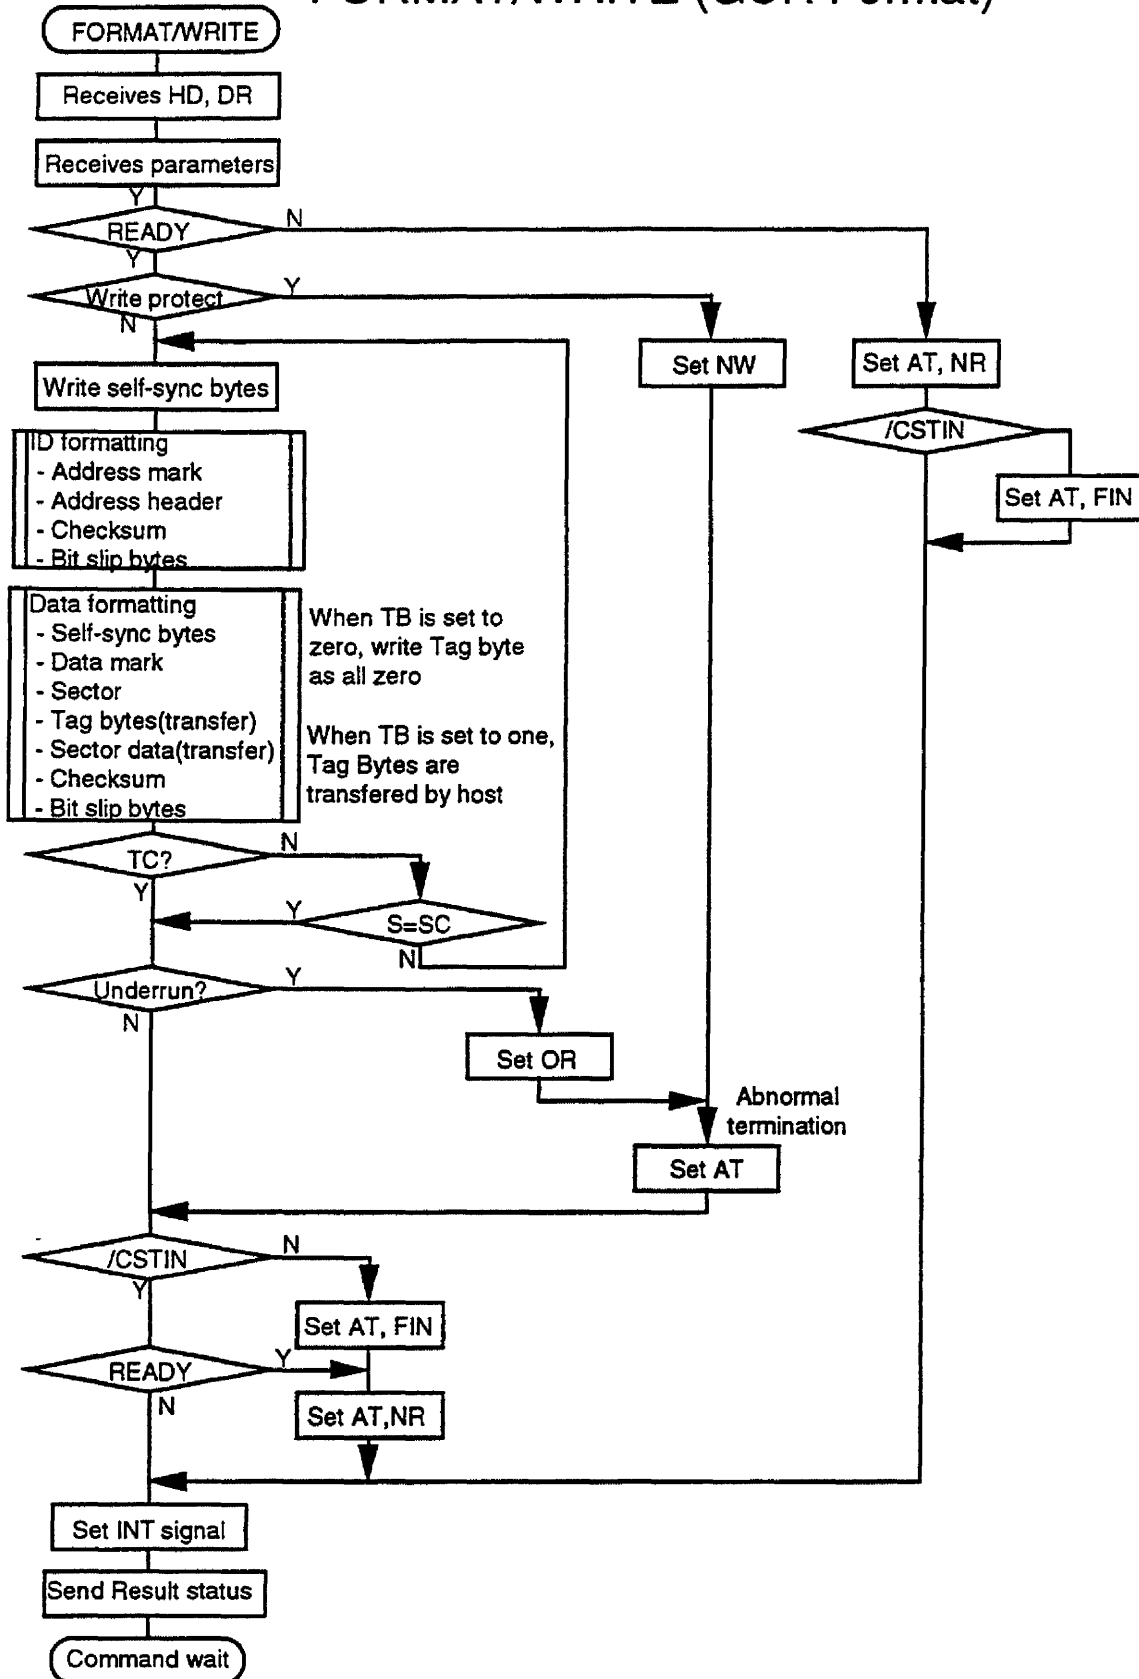 FORMAT/WRITE (GCR Format)
FORMAT/WRITE
Receives HD, DR
Receives parameters
Y
READY
N
Y
Write protect
Y
N
Set NW
Set AT, NR
Write self-sync bytes
/CSTIN
ID formatting
- Address mark
- Address header
- Checksum
- Bit slip bytes
Set AT, FIN
Data formatting
- Self-sync bytes
- Data mark
- Sector
- Tag bytes(transfer)
- Sector data(transfer)
- Checksum
- Bit slip bytes
When TB is set to
zero, write Tag byte
as all zero
When TB is set to one,
Tag Bytes are
transfered by host
TC?
N
Y
Y
S=SC
N
Underrun?
Y
N
Set OR
Abnormal
termination
Set AT
/CSTIN
N
Y
Set AT, FIN
READY
Y
N
Set AT,NR
Set INT signal
Send Result status
Command wait